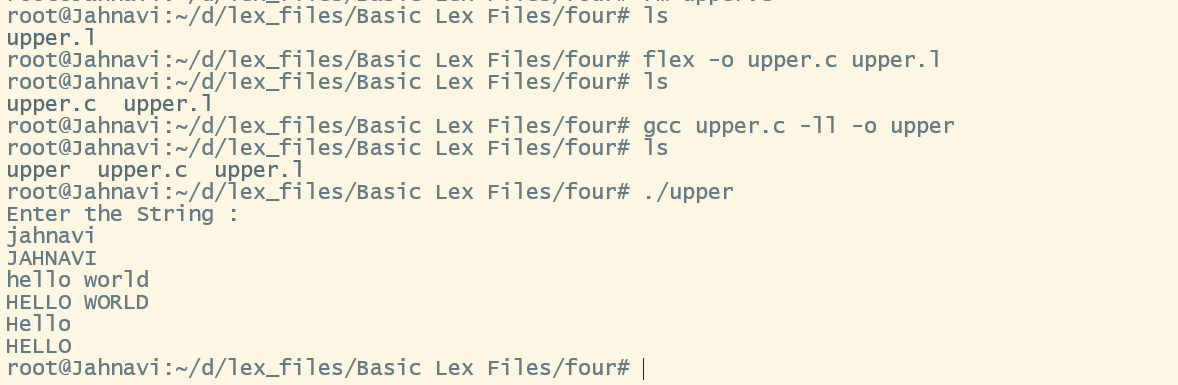 root@Jahnavi:~/d/lex_files/Basic Lex Files/four# ls
upper.l
root@Jahnavi:~/d/lex_files/Basic Lex Files/four# flex -o upper.c upper.l
root@Jahnavi:~/d/lex_files/Basic Lex Files/four# ls
upper.c  upper.l
root@Jahnavi:~/d/lex_files/Basic Lex Files/four# gcc upper.c -ll -o upper
root@Jahnavi:~/d/lex_files/Basic Lex Files/four# ls
upper  upper.c  upper.l
root@Jahnavi:~/d/lex_files/Basic Lex Files/four# ./upper
Enter the String :
jahnavi
JAHNAVI
hello world
HELLO WORLD
Hello
HELLO
root@Jahnavi:~/d/lex_files/Basic Lex Files/four#